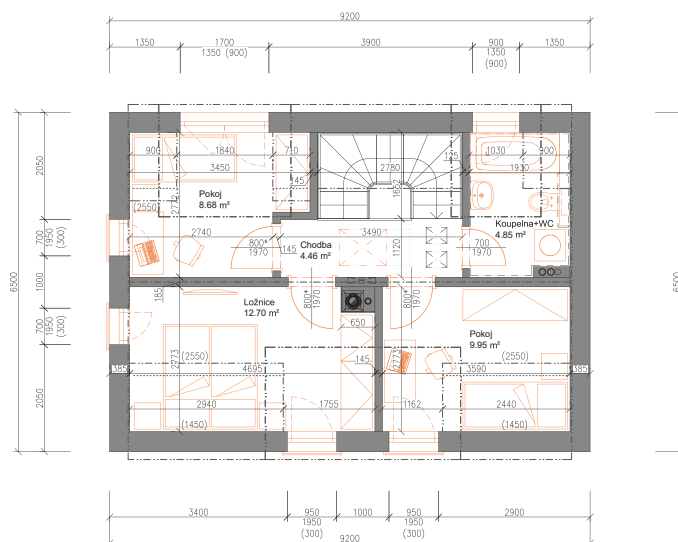 9200
1350 1700 3900 900 1350
1350 (900) 1350
(900)
2050
900 1840 710 2780 125 1030 900
3450 1652 1930
145
Pokoj
8.68 m²
(2550) 2772
Koupelna+WC
4.85 m²
700
1950
(300)
2740 800*
1970 145 Chodba
4.46 m² 3490 1120 700
1970
6500 1000 6500
185 Ložnice
12.70 m² 800*
1970 800*
1970
700
1950
(300)
650 Pokoj
9.95 m²
2773 (2550) 145 2773 (2550)
385 4695 3590 385
2050
2940 1755 1162 2440
(1450) (1450)
3400 950 1000 950 2900
1950 1950
(300) (300)
9200